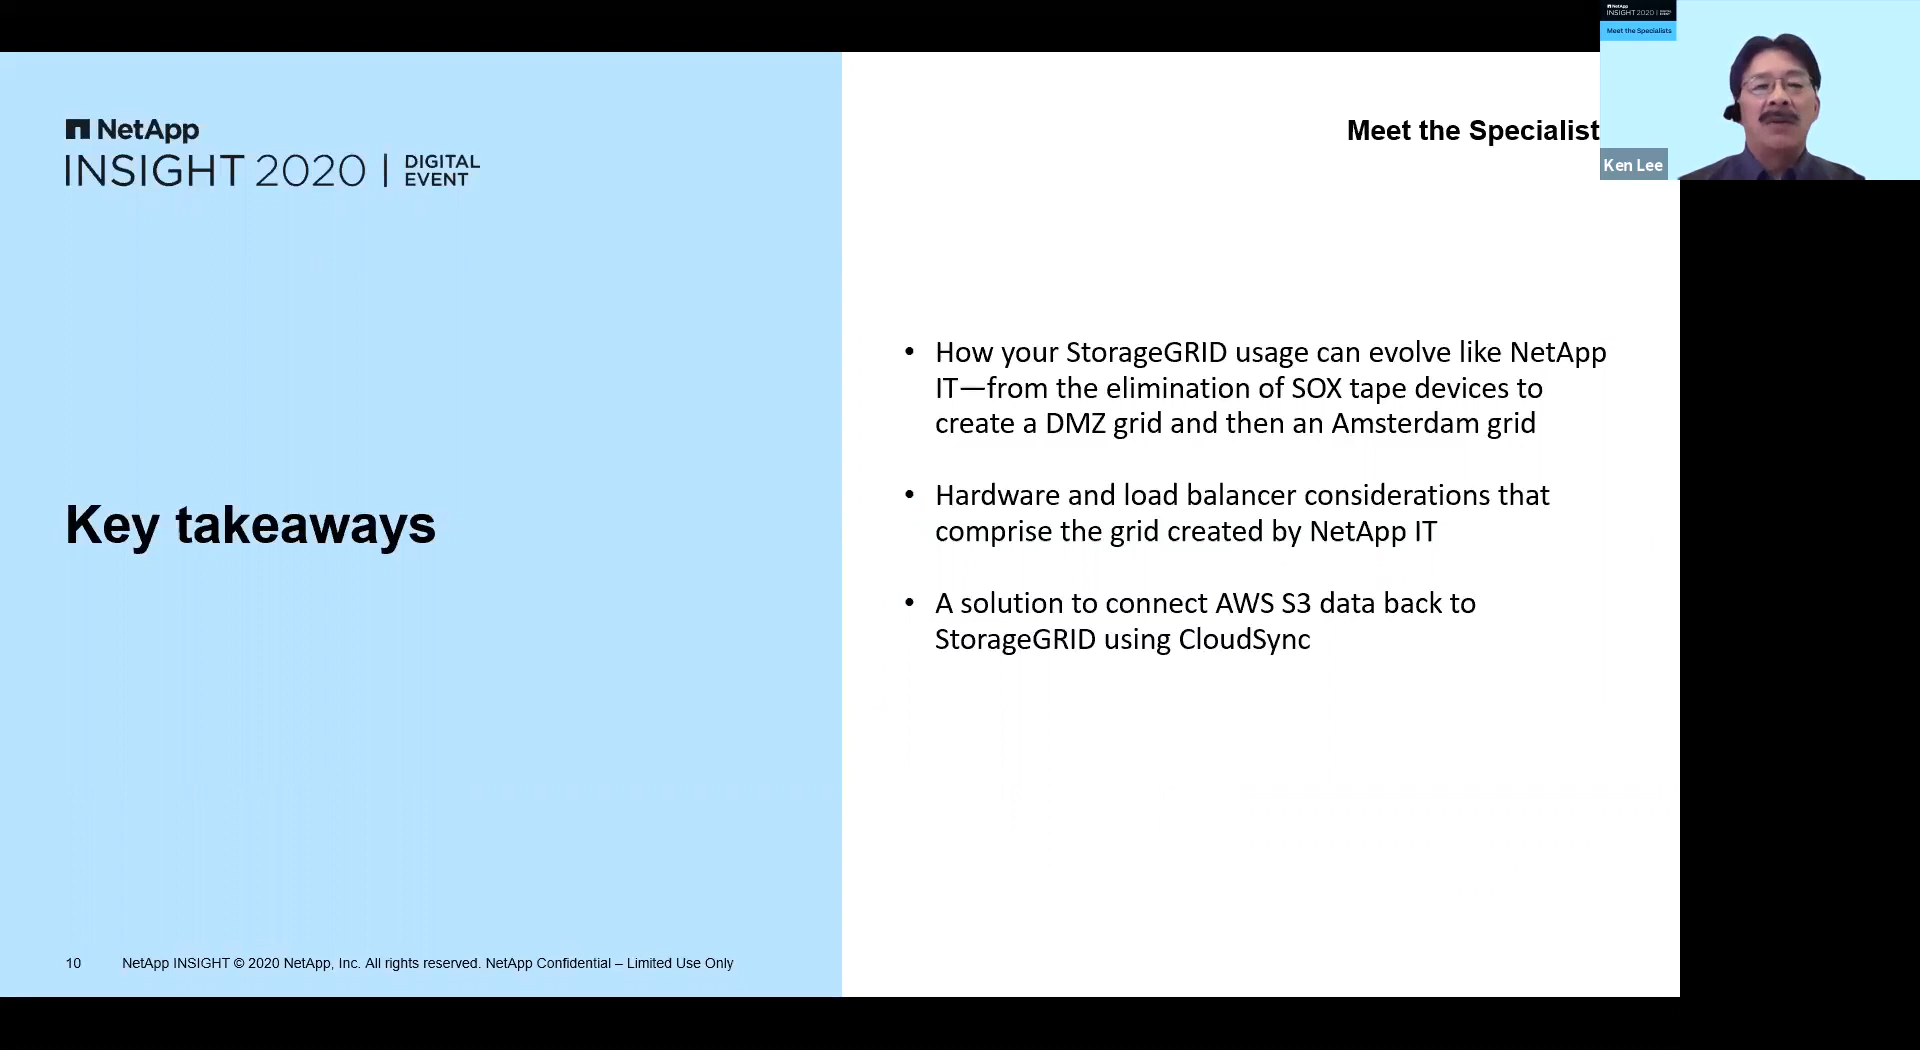 NetApp
INSIGHT 2020 | DIGITAL EVENT
Meet the Specialist
NetApp
INSIGHT 2020 | DIGITAL EVENT
Meet the Specialists
Ken Lee
Key takeaways
• How your StorageGRID usage can evolve like NetApp
IT—from the elimination of SOX tape devices to
create a DMZ grid and then an Amsterdam grid
• Hardware and load balancer considerations that
comprise the grid created by NetApp IT
• A solution to connect AWS S3 data back to
StorageGRID using CloudSync
10 NetApp INSIGHT © 2020 NetApp, Inc. All rights reserved. NetApp Confidential – Limited Use Only